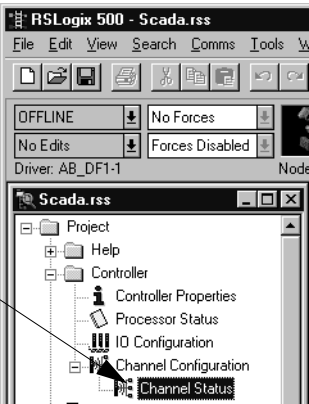 RSLogix 500 - Scada.rss
File Edit View Search Comms Tools
OFFLINE No Forces
No Edits Forces Disabled
Driver: AB_DF1-1 Node
Scada.rss
Project
Help
Controller
Controller Properties
Processor Status
IO Configuration
Channel Configuration
Channel Status